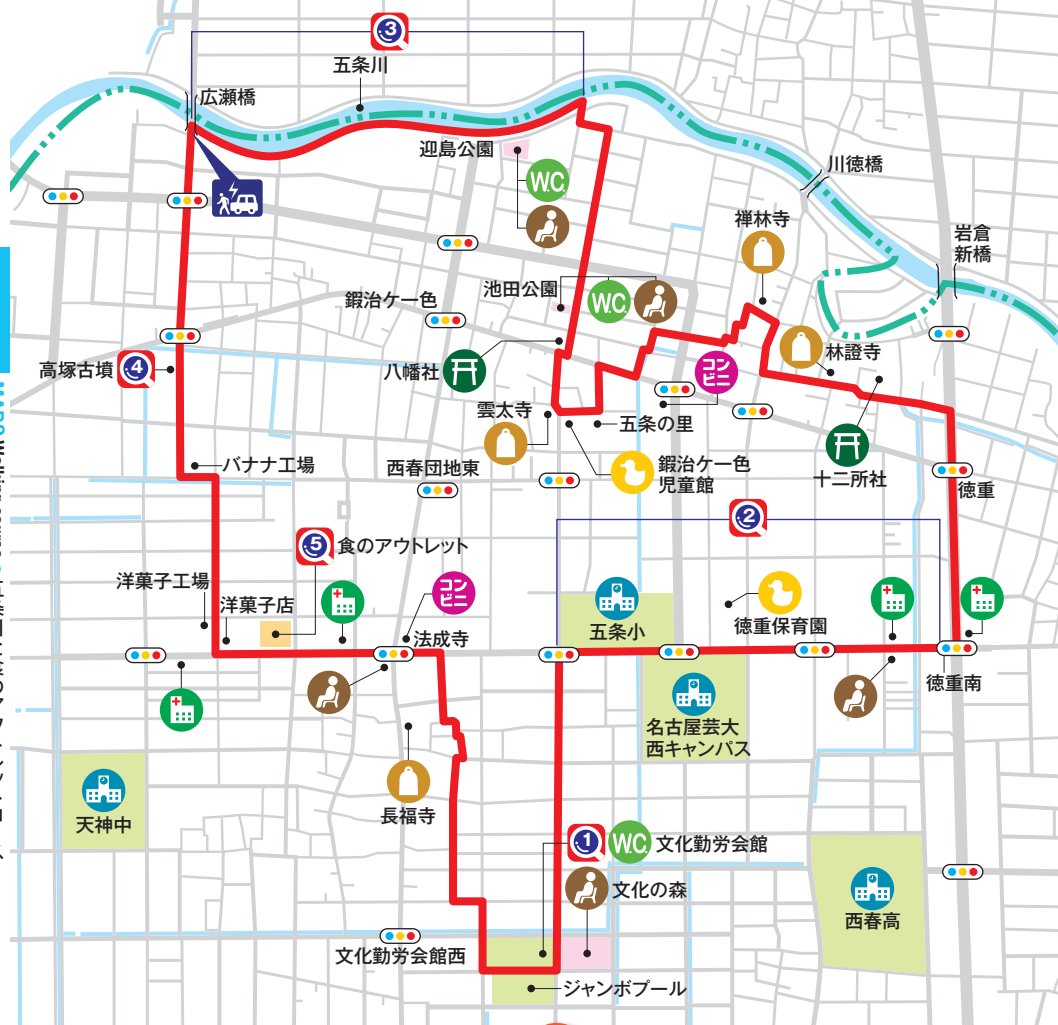 3
五条川
広瀬橋
迎島公園
W.C.
川徳橋
禅林寺
岩倉
新橋
池田公園
W.C.
鍜治ケ一色
林證寺
高塚古墳
4
八幡社
コン
ビニ
雲太寺
五条の里
バナナ工場
西春団地東
鍜治ケ一色
児童館
十二所社
徳重
2
5
食のアウトレット
洋菓子工場
洋菓子店
コン
ビニ
法成寺
五条小
徳重保育園
徳重南
名古屋芸大
西キャンパス
天神中
長福寺
1
W.C.
文化勤労会館
文化の森
西春高
文化勤労会館西
ジャンボプール